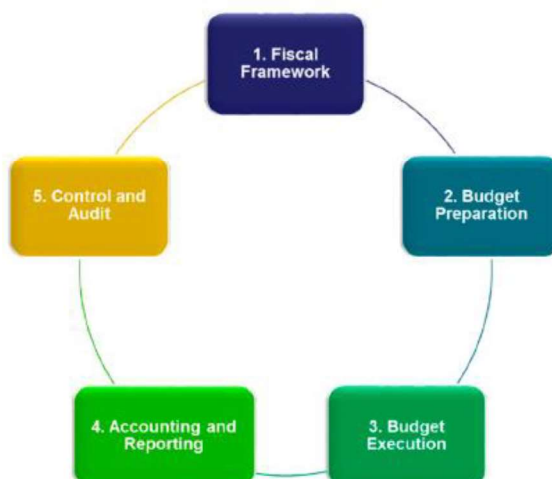 1. Fiscal
Framework
2. Budget
Preparation
3. Budget
Execution
4. Accounting and
Reporting
5. Control and
Audit